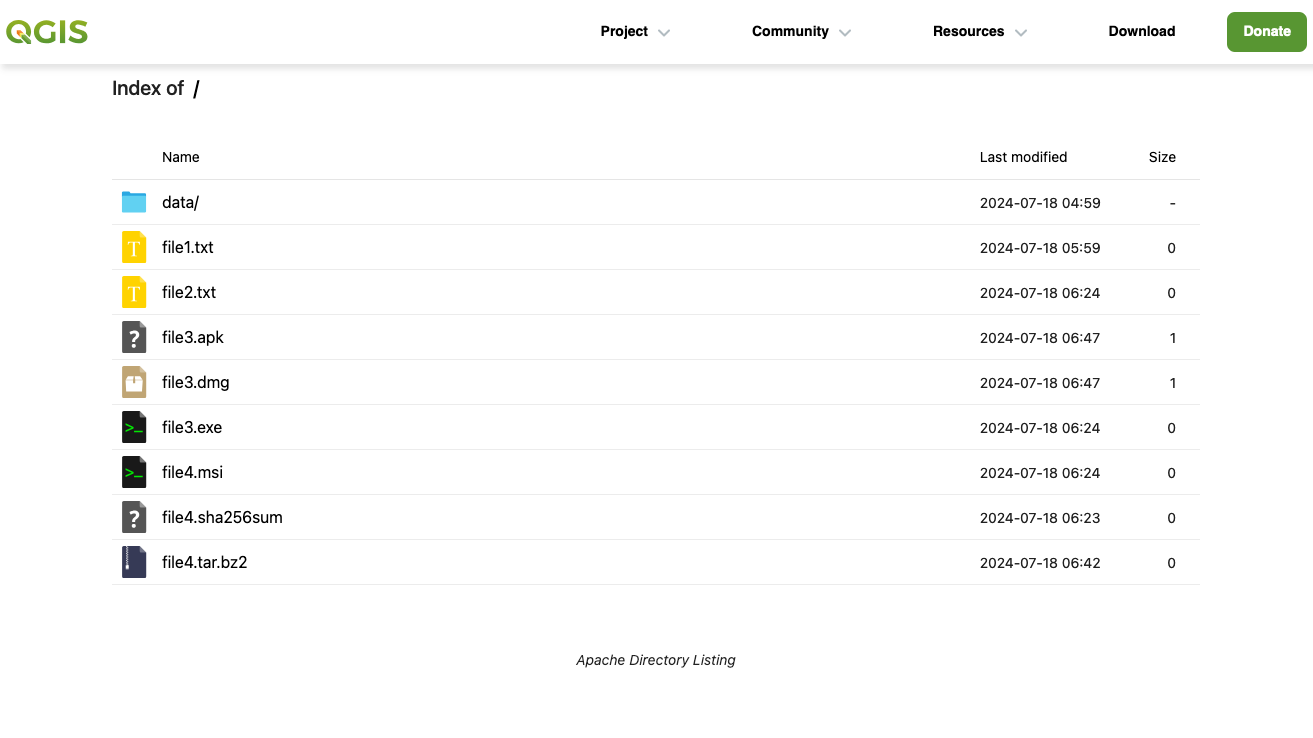 QGIS Project Community Resources Download Donate
Index of /
Name Last modified Size
data/ 2024-07-18 04:59 -
T file1.txt 2024-07-18 05:59 0
T file2.txt 2024-07-18 06:24 0
? file3.apk 2024-07-18 06:47 1
file3.dmg 2024-07-18 06:47 1
>_ file3.exe 2024-07-18 06:24 0
>_ file4.msi 2024-07-18 06:24 0
? file4.sha256sum 2024-07-18 06:23 0
file4.tar.bz2 2024-07-18 06:42 0
Apache Directory Listing